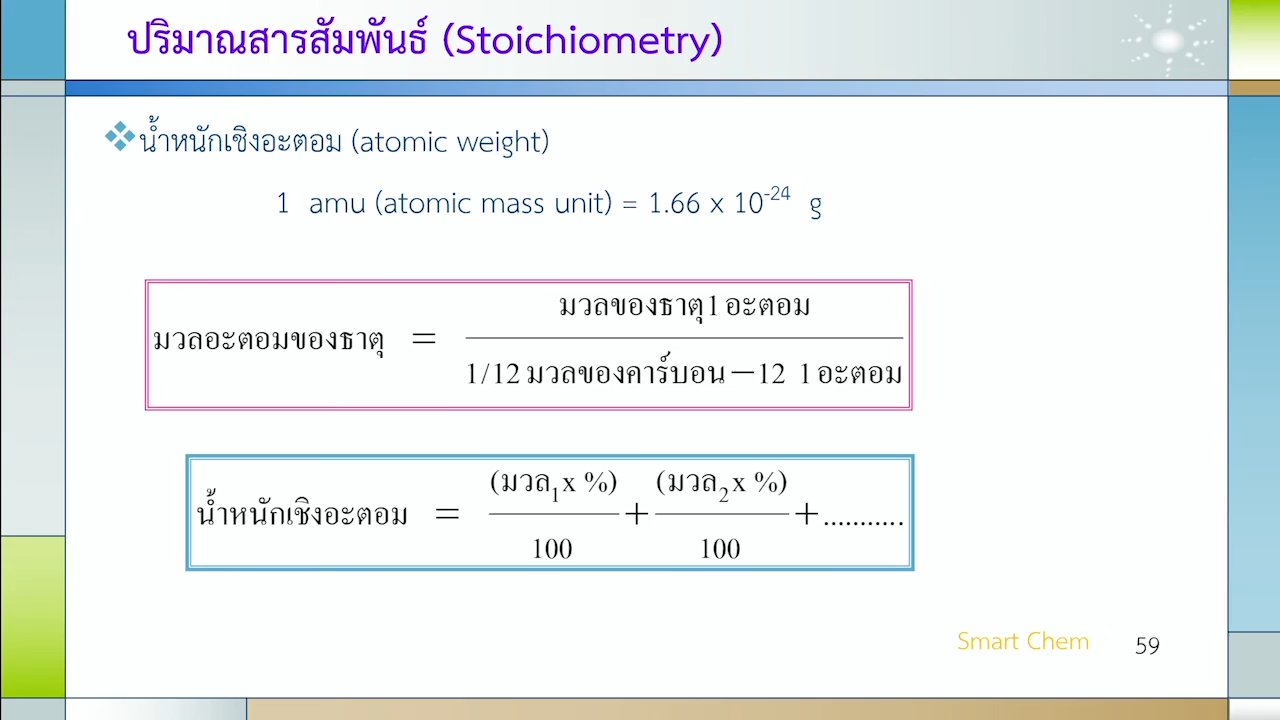 ปริมาณสารสัมพันธ์ (Stoichiometry)
น้ำหนักเชิงอะตอม (atomic weight)
1 amu (atomic mass unit) = 1.66 x 10⁻²⁴ g
มวลอะตอมของธาตุ = มวลของธาตุ 1 อะตอม / 1/12 มวลของคาร์บอน−12 1 อะตอม
น้ำหนักเชิงอะตอม = (มวล₁x %) / 100 + (มวล₂x %) / 100 + ...........
Smart Chem 59